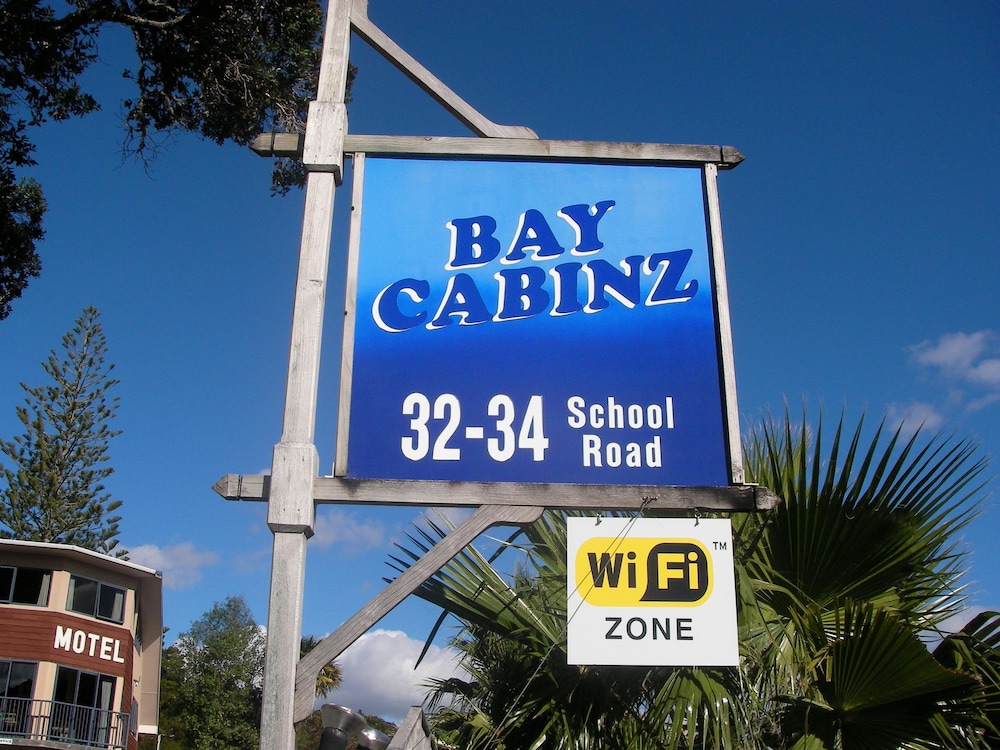 BAY
CABINZ
32-34 School
Road
WiFi ™
ZONE
MOTEL